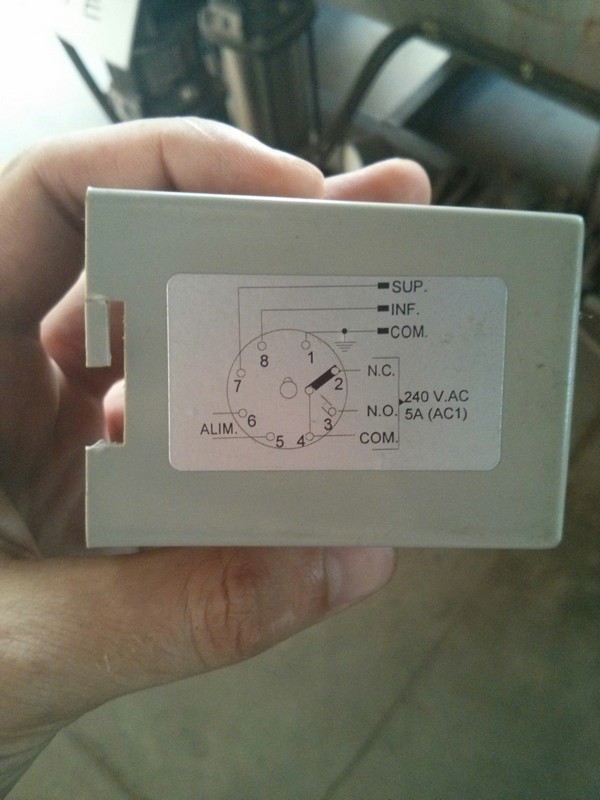 SUP.
INF.
COM.
8 1
7 2 N.C.
240 V.AC
6 3 N.O. 5A (AC1)
ALIM. 5 4 COM.